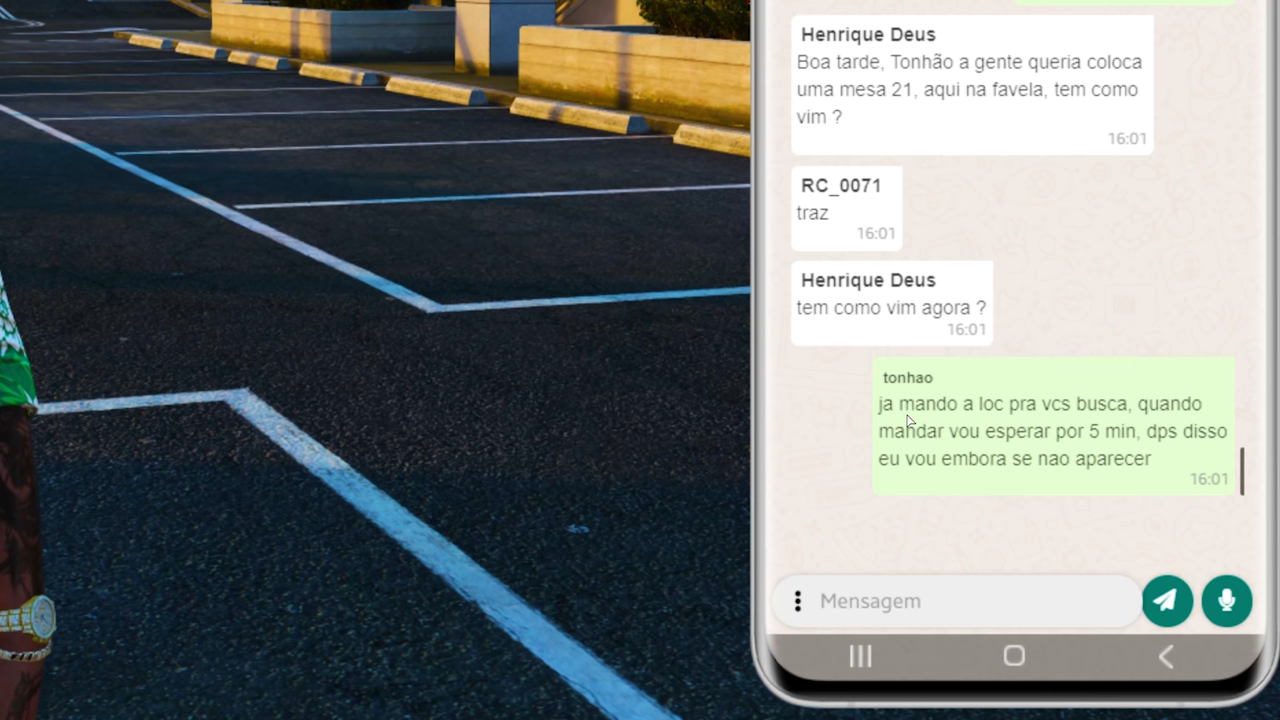 Henrique Deus
Boa tarde, Tonhão a gente queria coloca
uma mesa 21, aqui na favela, tem como
vim ?
16:01
RC_0071
traz
16:01
Henrique Deus
tem como vim agora ?
16:01
tonhao
ja mando a loc pra vcs busca, quando
mandar vou esperar por 5 min, dps disso
eu vou embora se nao aparecer
16:01
Mensagem